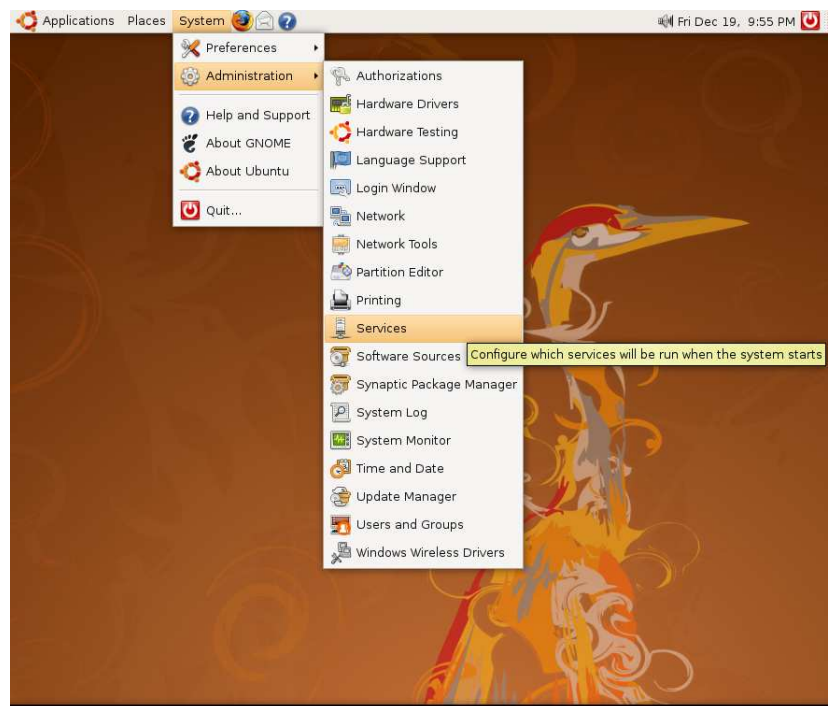 Applications Places System Fri Dec 19, 9:55 PM
Preferences
Administration
Help and Support
About GNOME
About Ubuntu
Quit...
Authorizations
Hardware Drivers
Hardware Testing
Language Support
Login Window
Network
Network Tools
Partition Editor
Printing
Services
Software Sources
Configure which services will be run when the system starts
Synaptic Package Manager
System Log
System Monitor
Time and Date
Update Manager
Users and Groups
Windows Wireless Drivers